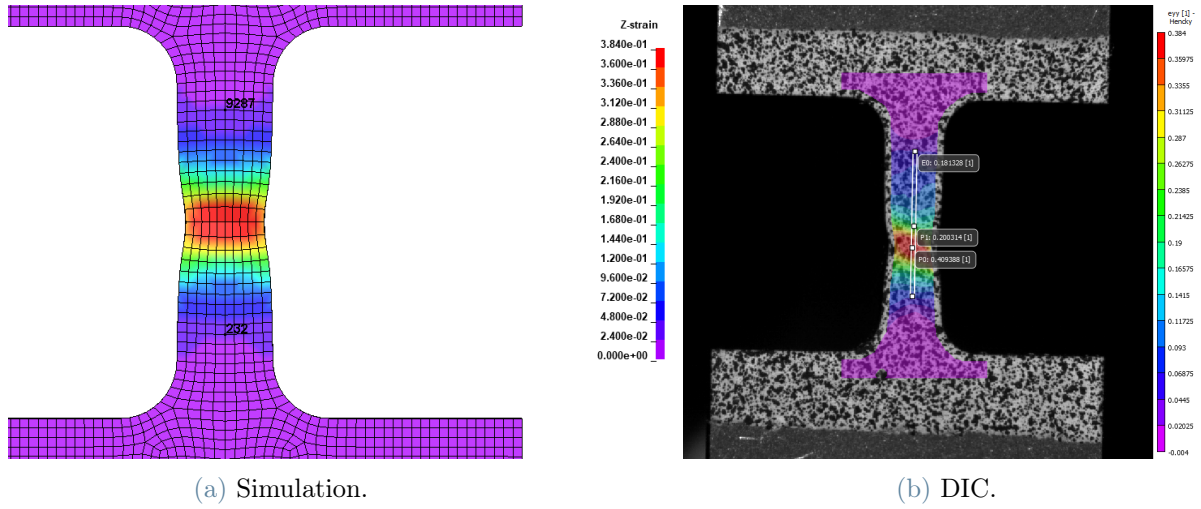 Z-strain
3.840e-01
3.600e-01
3.360e-01
3.120e-01
2.880e-01
2.640e-01
2.400e-01
2.160e-01
1.920e-01
1.680e-01
1.440e-01
1.200e-01
9.600e-02
7.200e-02
4.800e-02
2.400e-02
0.000e+00
9287
232
(a) Simulation.
eyy [1] -
Hencky
0.384
0.35975
0.3355
0.31125
0.287
0.26275
0.2385
0.21425
0.19
0.16575
0.1415
0.11725
0.093
0.06875
0.0445
0.02025
-0.004
E0: 0.181328 [1]
P1: 0.200314 [1]
P0: 0.409388 [1]
(b) DIC.